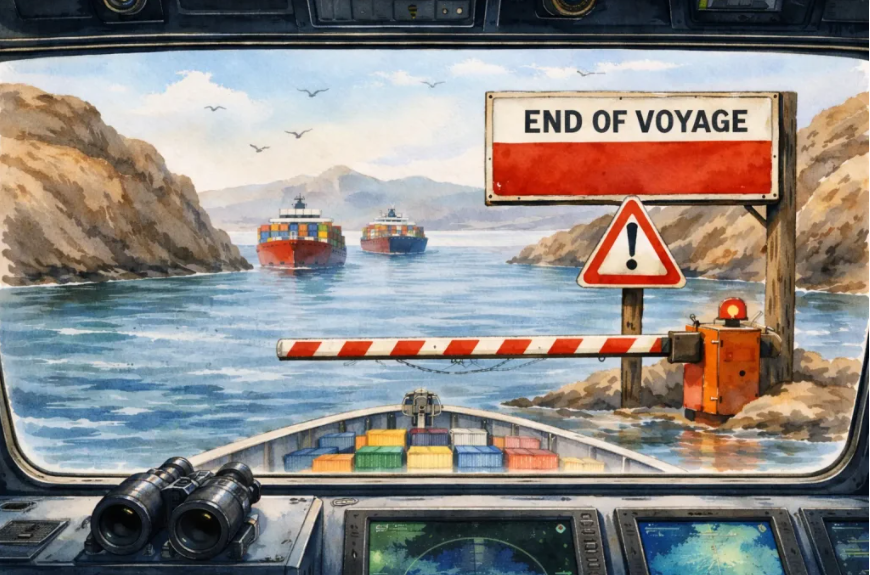 END OF VOYAGE
!